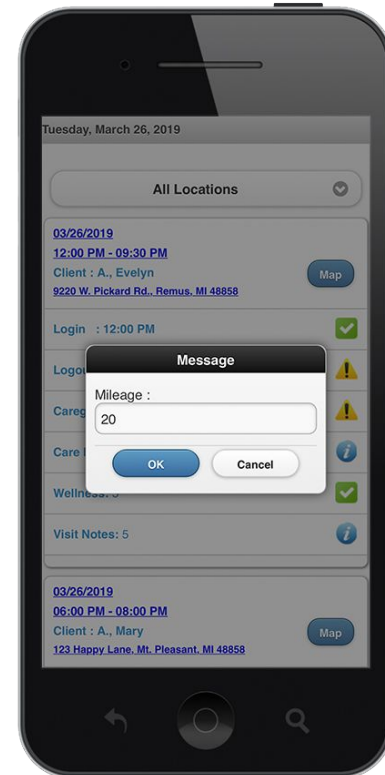 Tuesday, March 26, 2019
All Locations
03/26/2019
12:00 PM - 09:30 PM
Client : A., Evelyn
Map
9220 W. Pickard Rd., Remus, MI 48858
Login : 12:00 PM
Message
Mileage :
20
OK
Cancel
Visit Notes: 5
03/26/2019
06:00 PM - 08:00 PM
Client : A., Mary
Map
123 Happy Lane, Mt. Pleasant, MI 48858